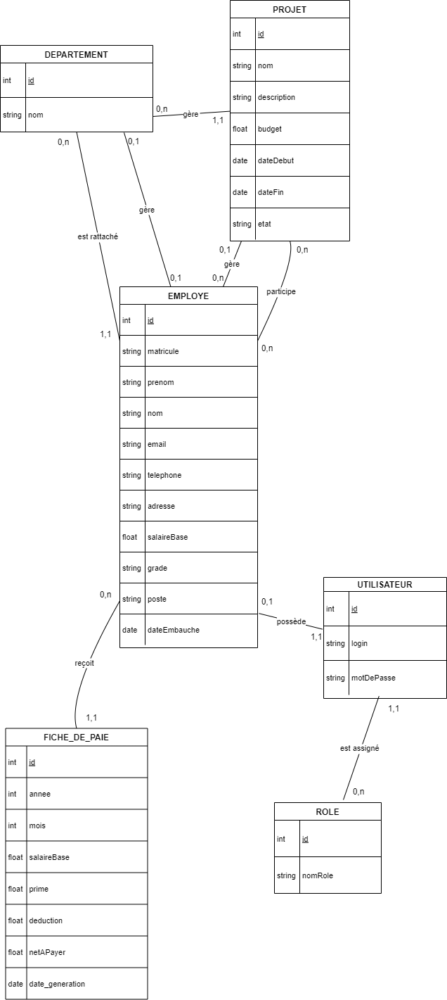 PROJET
int id
string nom
string description
float budget
date dateDebut
date dateFin
string etat
DEPARTEMENT
int id
string nom
0,n
gère
1,1
0,n
0,1
gère
est rattaché
0,1
1,1
0,1
gère
0,n
0,n
participe
0,n
EMPLOYE
int id
string matricule
string prenom
string nom
string email
string telephone
string adresse
float salaireBase
string grade
string poste
date dateEmbauche
0,n
reçoit
1,1
0,1
possède
1,1
UTILISATEUR
int id
string login
string motDePasse
1,1
est assigné
0,n
ROLE
int id
string nomRole
FICHE_DE_PAIE
int id
int annee
int mois
float salaireBase
float prime
float deduction
float netAPayer
date date_generation